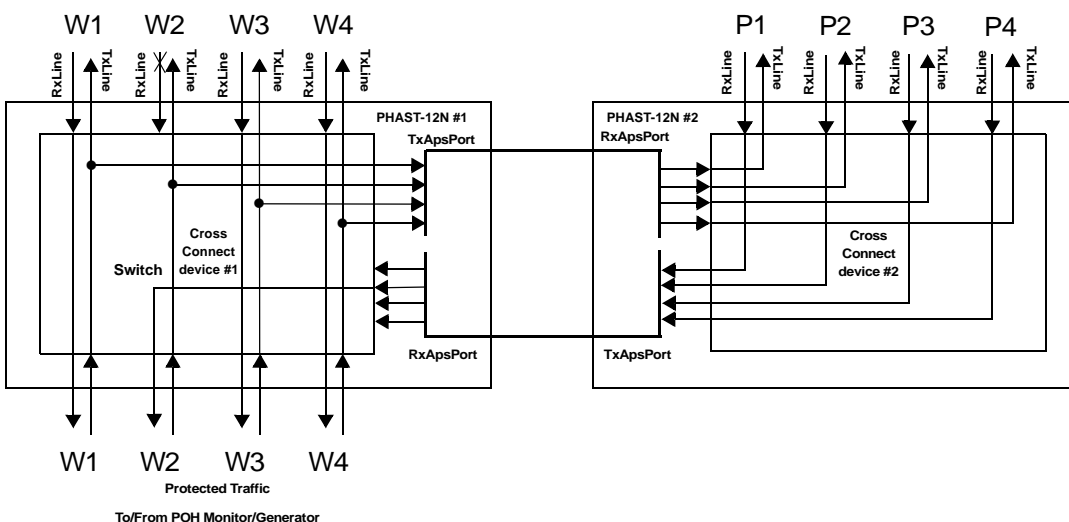 W1 W2 W3 W4
P1 P2 P3 P4
RxLine TxLine RxLine TxLine RxLine TxLine RxLine TxLine
RxLine TxLine RxLine TxLine RxLine TxLine RxLine TxLine
PHAST-12N #1
TxApsPort
PHAST-12N #2
RxApsPort
Cross
Connect
device #1
Switch
Cross
Connect
device #2
RxApsPort
TxApsPort
W1 W2 W3 W4
Protected Traffic
To/From POH Monitor/Generator